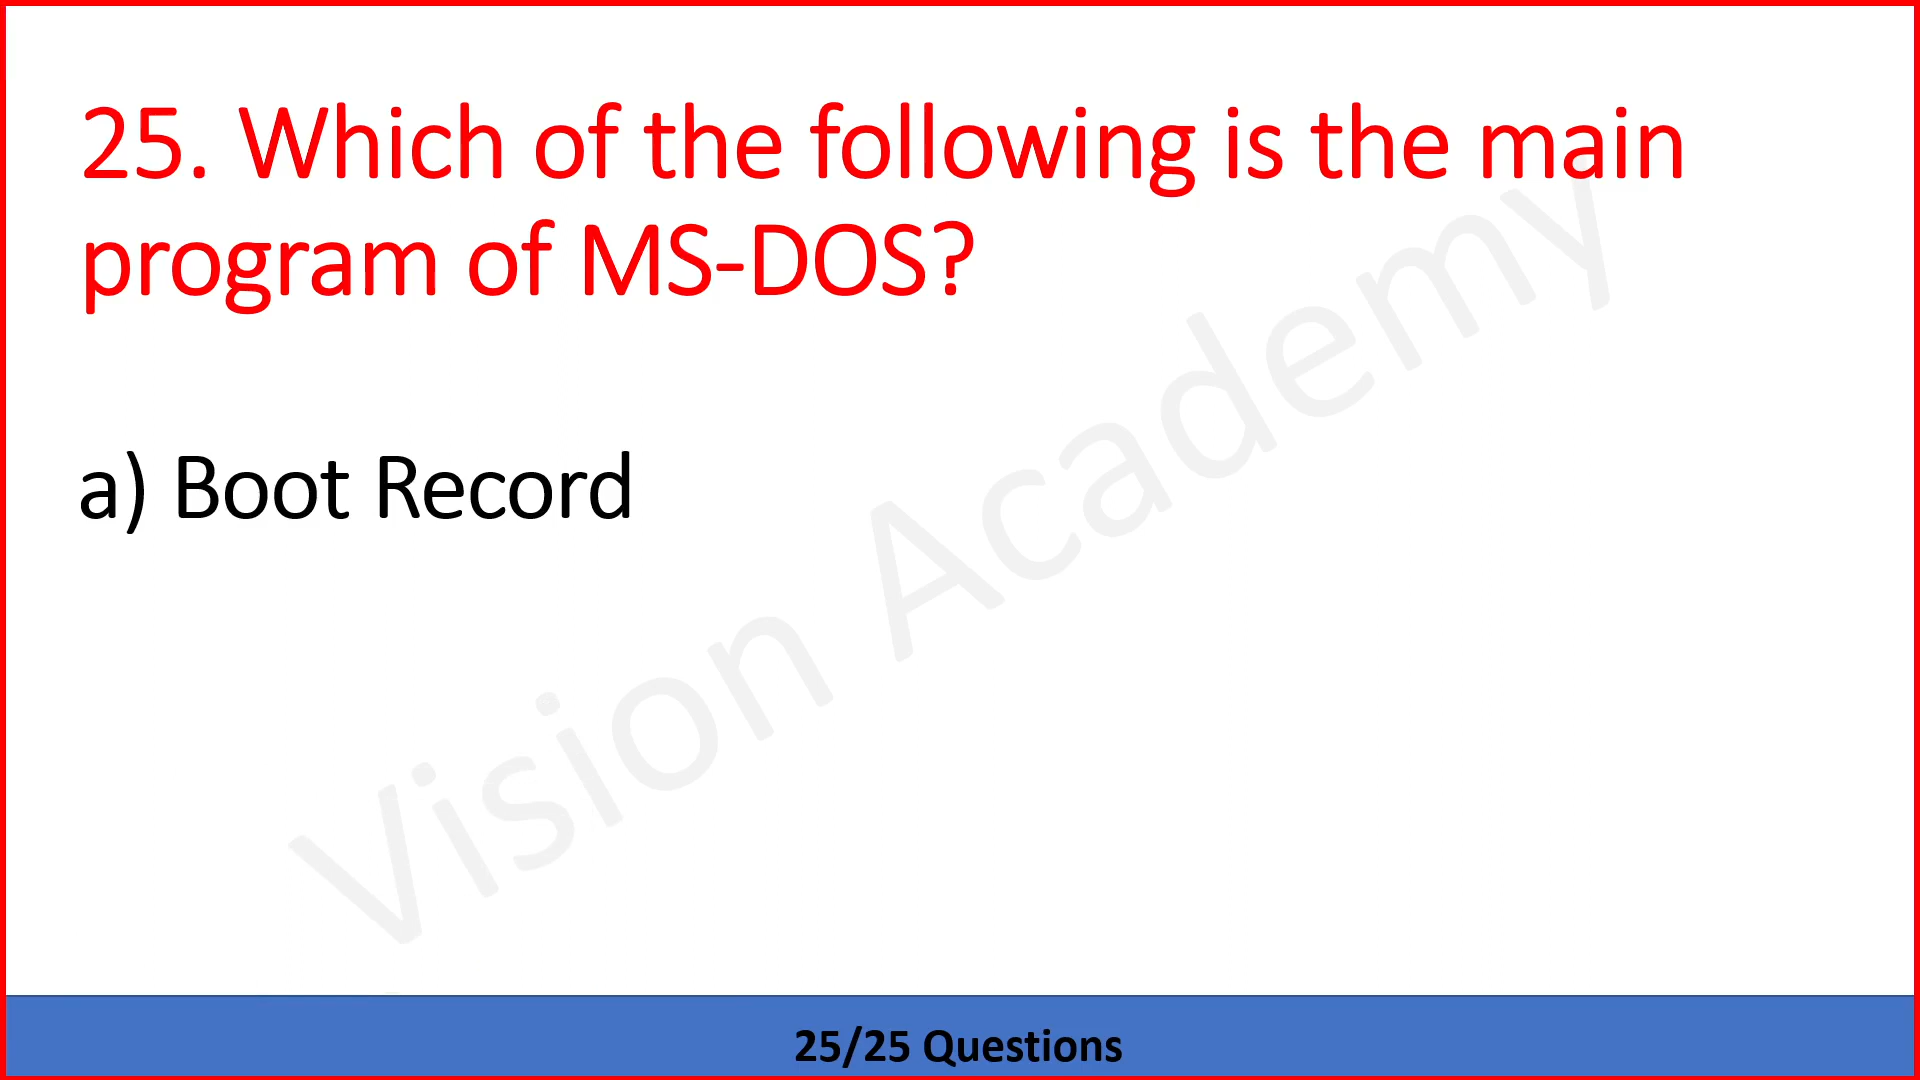 25. Which of the following is the main
program of MS-DOS?
a) Boot Record
Vision Academy
25/25 Questions